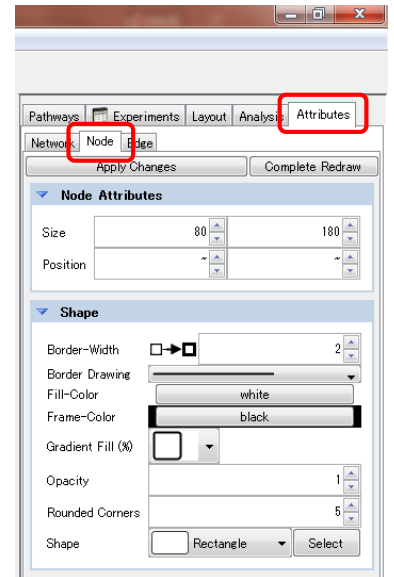 Pathways Experiments Layout Analysis Attributes
Network Node Edge
Apply Changes Complete Redraw
Node Attributes
Size 80 180
Position ~ ~
Shape
Border-Width 2
Border Drawing
Fill-Color white
Frame-Color black
Gradient Fill (%)
Opacity 1
Rounded Corners 5
Shape Rectangle Select